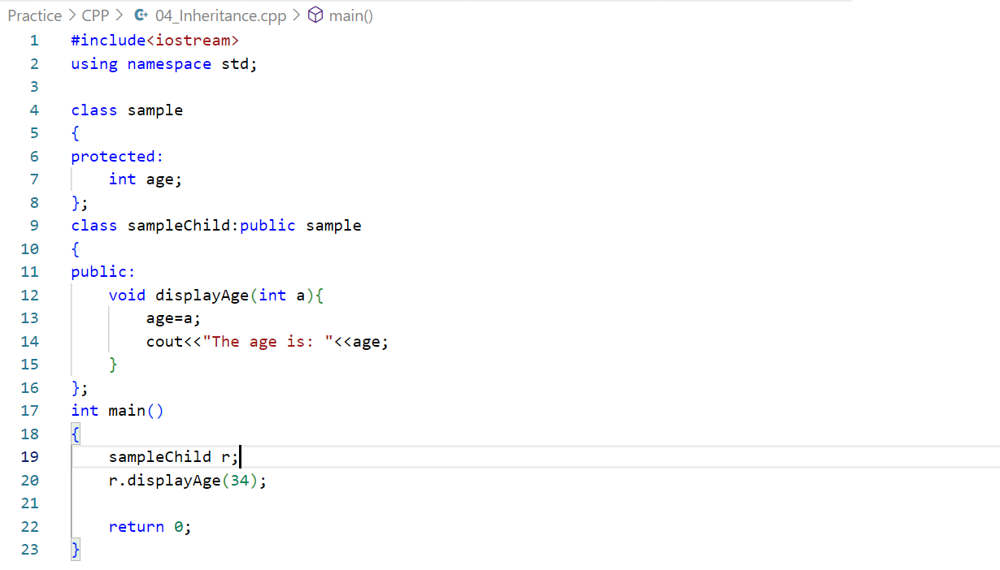 Practice > CPP > 04_Inheritance.cpp > main()
1 #include<iostream>
2 using namespace std;
3
4 class sample
5 {
6 protected:
7     int age;
8 };
9 class sampleChild:public sample
10 {
11 public:
12     void displayAge(int a){
13         age=a;
14         cout<<"The age is: "<<age;
15     }
16 };
17 int main()
18 {
19     sampleChild r;
20     r.displayAge(34);
21
22     return 0;
23 }